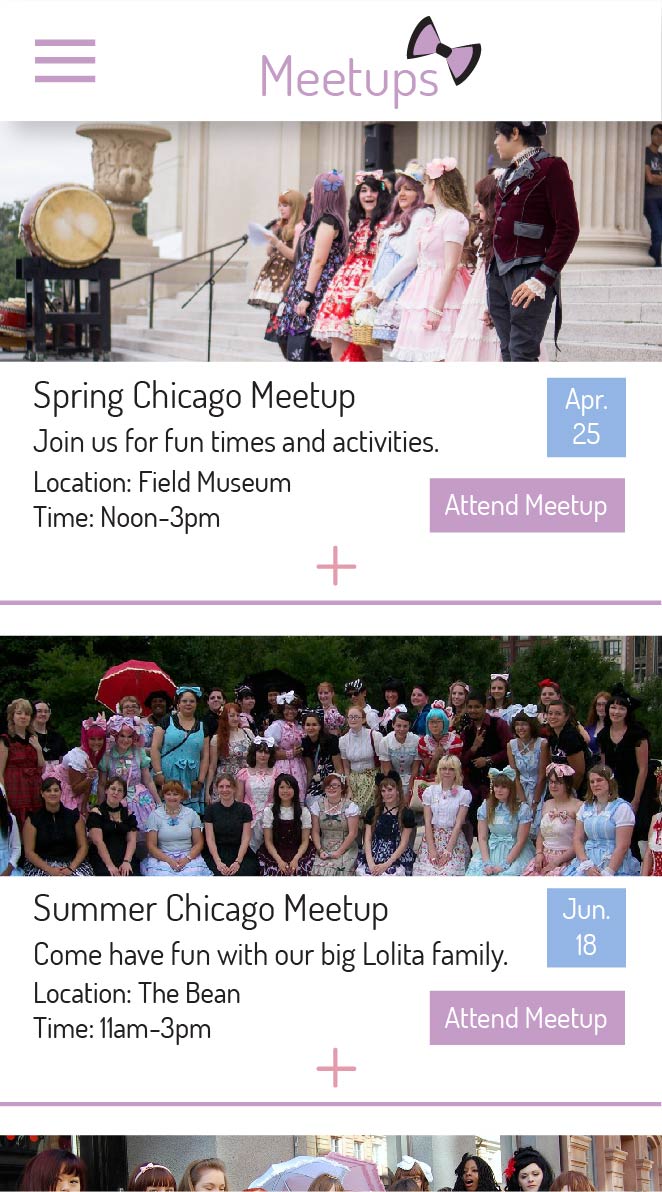 Meetups
Spring Chicago Meetup
Apr.
25
Join us for fun times and activities.
Location: Field Museum
Time: Noon-3pm
Attend Meetup
Summer Chicago Meetup
Jun.
18
Come have fun with our big Lolita family.
Location: The Bean
Time: 11am-3pm
Attend Meetup